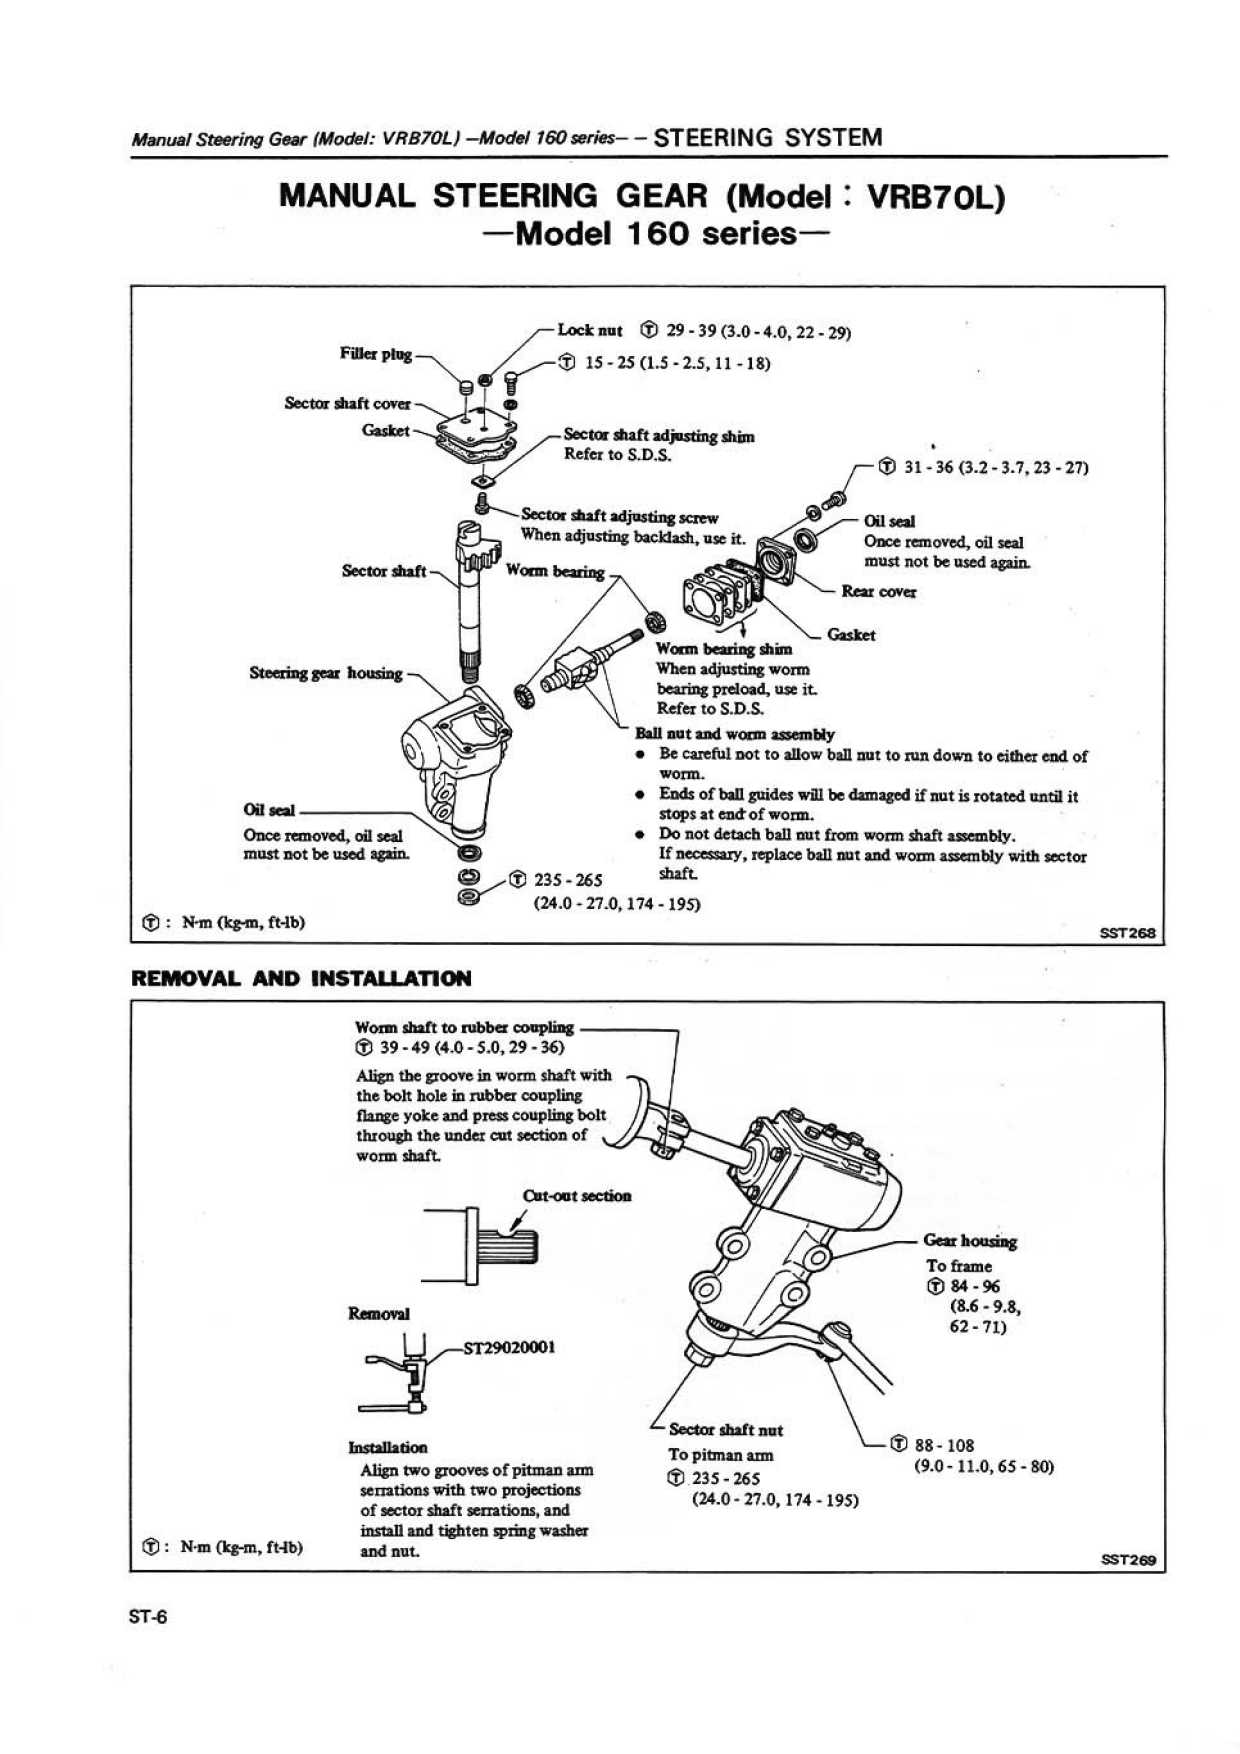 Manual Steering Gear (Model: VRB70L) —Model 160 series— — STEERING SYSTEM
MANUAL STEERING GEAR (Model : VRB70L)
—Model 160 series—
Lock nut Ⓣ 29 - 39 (3.0 - 4.0, 22 - 29)
Filler plug
Ⓣ 15 - 25 (1.5 - 2.5, 11 - 18)
Sector shaft cover
Gasket
Sector shaft adjusting shim
Refer to S.D.S.
Ⓣ 31 - 36 (3.2 - 3.7, 23 - 27)
Sector shaft adjusting screw
When adjusting backlash, use it.
Oil seal
Once removed, oil seal
must not be used again.
Sector shaft
Worm bearing
Rear cover
Gasket
Worm bearing shim
When adjusting worm
bearing preload, use it.
Refer to S.D.S.
Steering gear housing
Ball nut and worm assembly
● Be careful not to allow ball nut to run down to either end of
worm.
● Ends of ball guides will be damaged if nut is rotated until it
stops at end of worm.
● Do not detach ball nut from worm shaft assembly.
If necessary, replace ball nut and worm assembly with sector
shaft.
Oil seal
Once removed, oil seal
must not be used again.
Ⓣ 235 - 265
(24.0 - 27.0, 174 - 195)
Ⓣ : N·m (kg-m, ft-lb)
SST268
REMOVAL AND INSTALLATION
Worm shaft to rubber coupling
Ⓣ 39 - 49 (4.0 - 5.0, 29 - 36)
Align the groove in worm shaft with
the bolt hole in rubber coupling
flange yoke and press coupling bolt
through the under cut section of
worm shaft.
Cut-out section
Gear housing
To frame
Ⓣ 84 - 96
(8.6 - 9.8,
62 - 71)
Removal
ST29020001
Sector shaft nut
To pitman arm
Ⓣ 235 - 265
(24.0 - 27.0, 174 - 195)
Ⓣ 88 - 108
(9.0 - 11.0, 65 - 80)
Installation
Align two grooves of pitman arm
serrations with two projections
of sector shaft serrations, and
install and tighten spring washer
and nut.
Ⓣ : N·m (kg-m, ft-lb)
SST269
ST-6